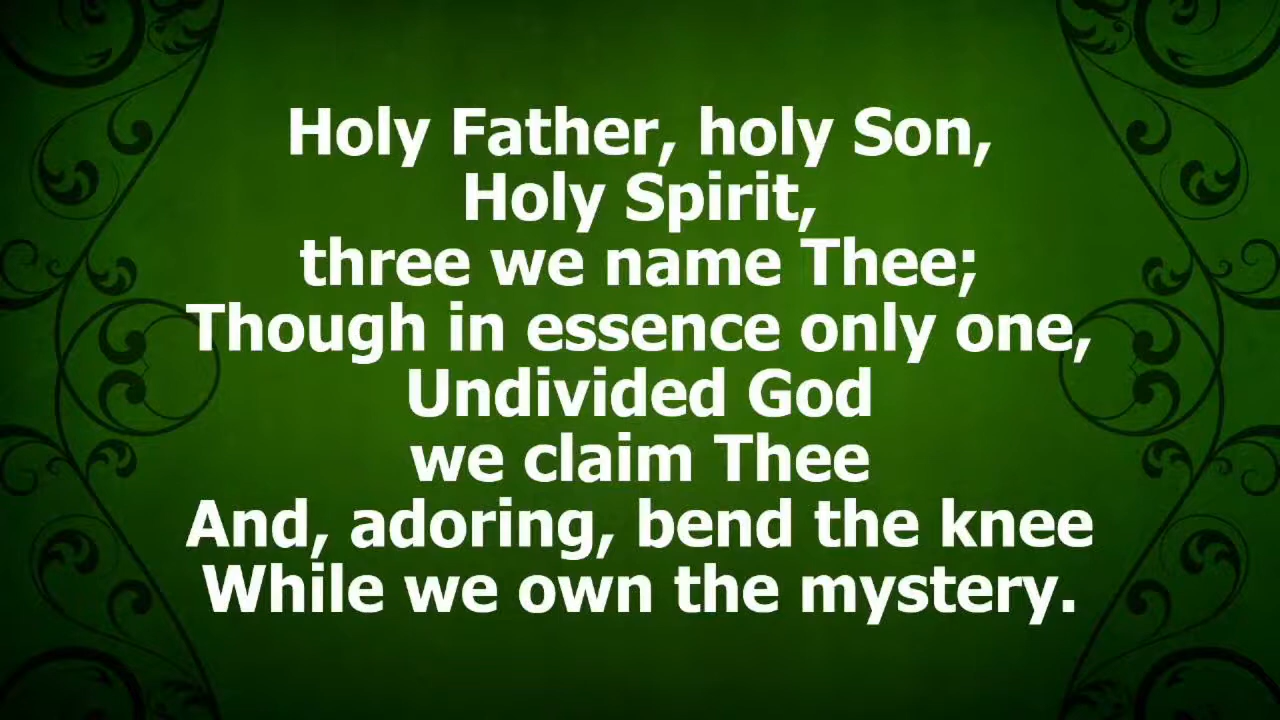 Holy Father, holy Son,
Holy Spirit,
three we name Thee;
Though in essence only one,
Undivided God
we claim Thee
And, adoring, bend the knee
While we own the mystery.